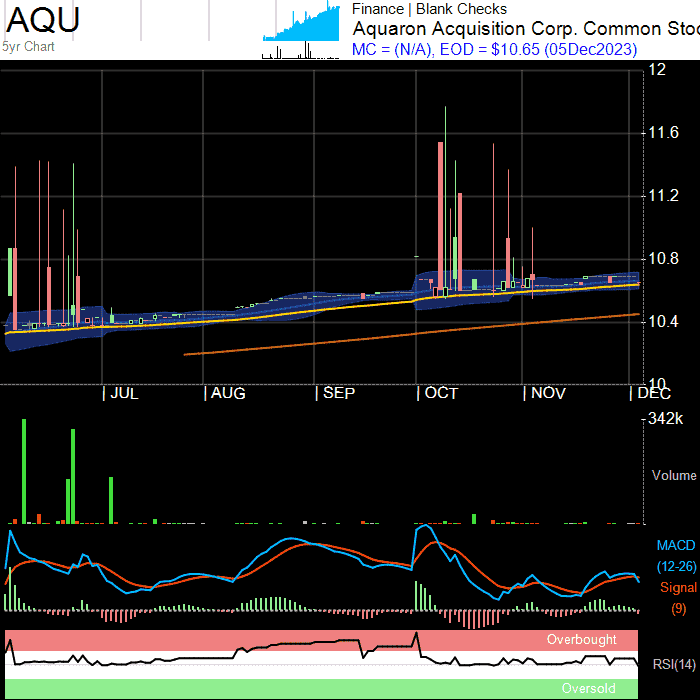 AQU
5yr Chart
Finance | Blank Checks
Aquaron Acquisition Corp. Common Stoc
MC = (N/A), EOD = $10.65 (05Dec2023)
12
11.6
11.2
10.8
10.4
10
JUL
AUG
SEP
OCT
NOV
DEC
342k
Volume
MACD
(12-26)
Signal
(9)
Overbought
RSI(14)
Oversold